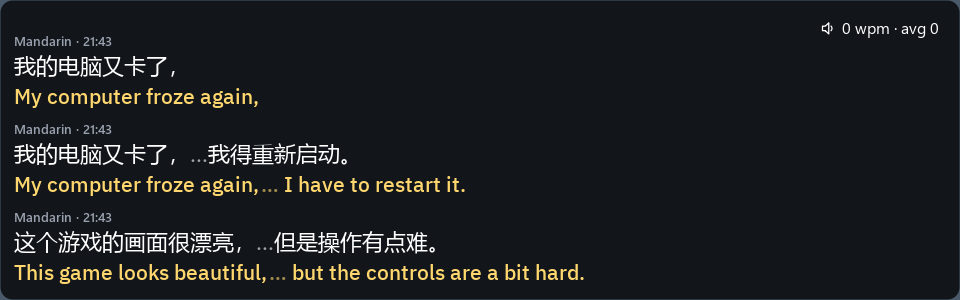 0 wpm · avg 0
Mandarin · 21:43
我的电脑又卡了，
My computer froze again,
Mandarin · 21:43
我的电脑又卡了，…我得重新启动。
My computer froze again,… I have to restart it.
Mandarin · 21:43
这个游戏的画面很漂亮，…但是操作有点难。
This game looks beautiful,… but the controls are a bit hard.